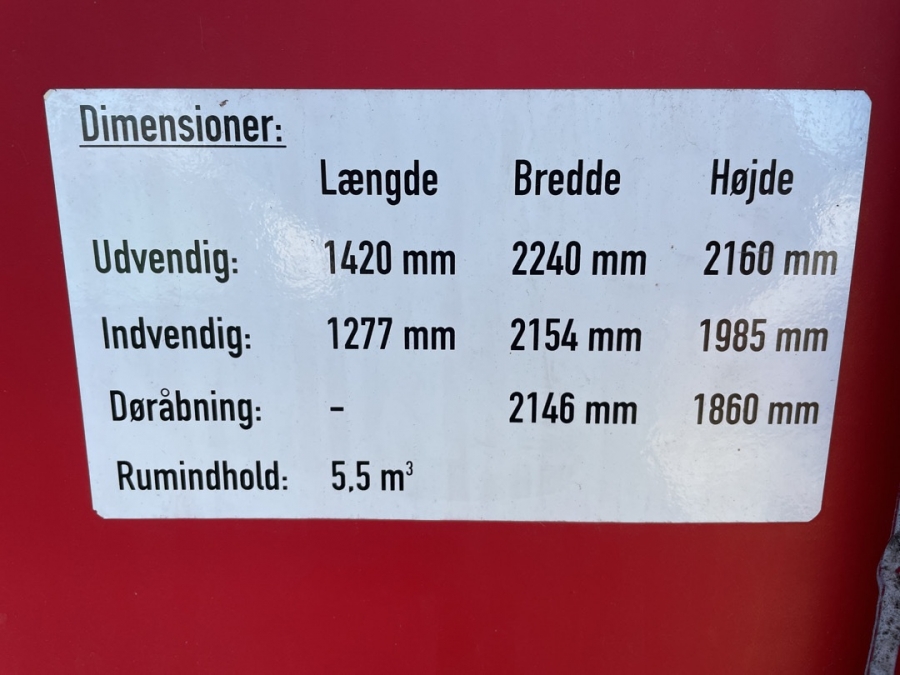 Dimensioner:
Længde Bredde Højde
Udvendig: 1420 mm 2240 mm 2160 mm
Indvendig: 1277 mm 2154 mm 1985 mm
Døråbning: - 2146 mm 1860 mm
Rumindhold: 5,5 m³